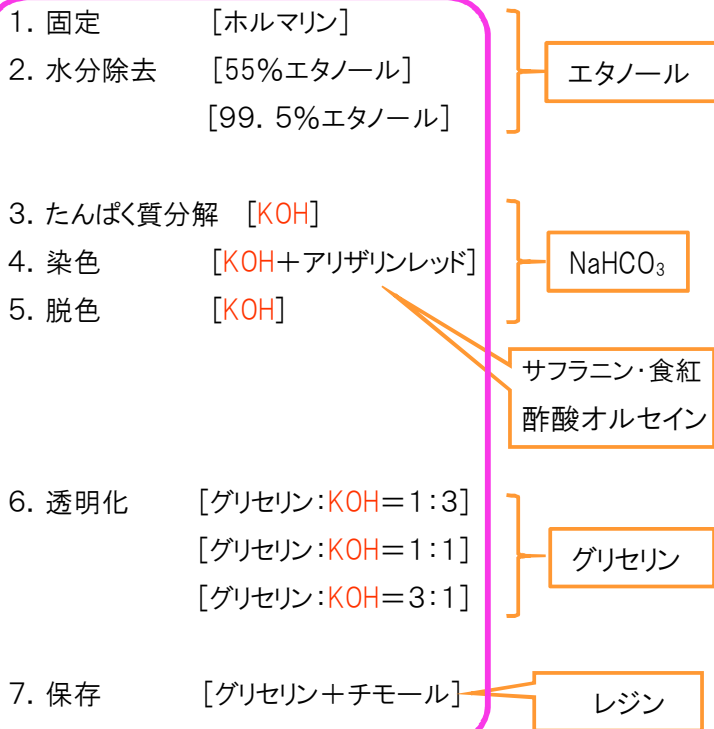 1. 固定 [ホルマリン]
2. 水分除去 [55%エタノール]
[99. 5%エタノール]
エタノール
3. たんぱく質分解 [KOH]
4. 染色 [KOH+アリザリンレッド]
5. 脱色 [KOH]
NaHCO₃
サフラニン・食紅
酢酸オルセイン
6. 透明化 [グリセリン:KOH=1:3]
[グリセリン:KOH=1:1]
[グリセリン:KOH=3:1]
グリセリン
7. 保存 [グリセリン+チモール]
レジン